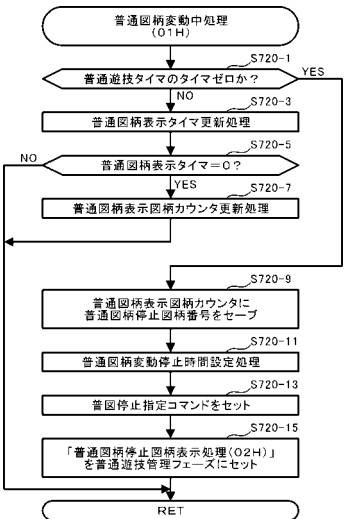 普通図柄変動中処理
(01H)
S720-1
普通遊技タイマのタイマゼロか?
YES
NO
S720-3
普通図柄表示タイマ更新処理
S720-5
NO
普通図柄表示タイマ=0?
YES
S720-7
普通図柄表示図柄カウンタ更新処理
S720-9
普通図柄表示図柄カウンタに
普通図柄停止図柄番号をセーブ
S720-11
普通図柄変動停止時間設定処理
S720-13
普図停止指定コマンドをセット
S720-15
「普通図柄停止図柄表示処理(02H)」
を普通遊技管理フェーズにセット
RET